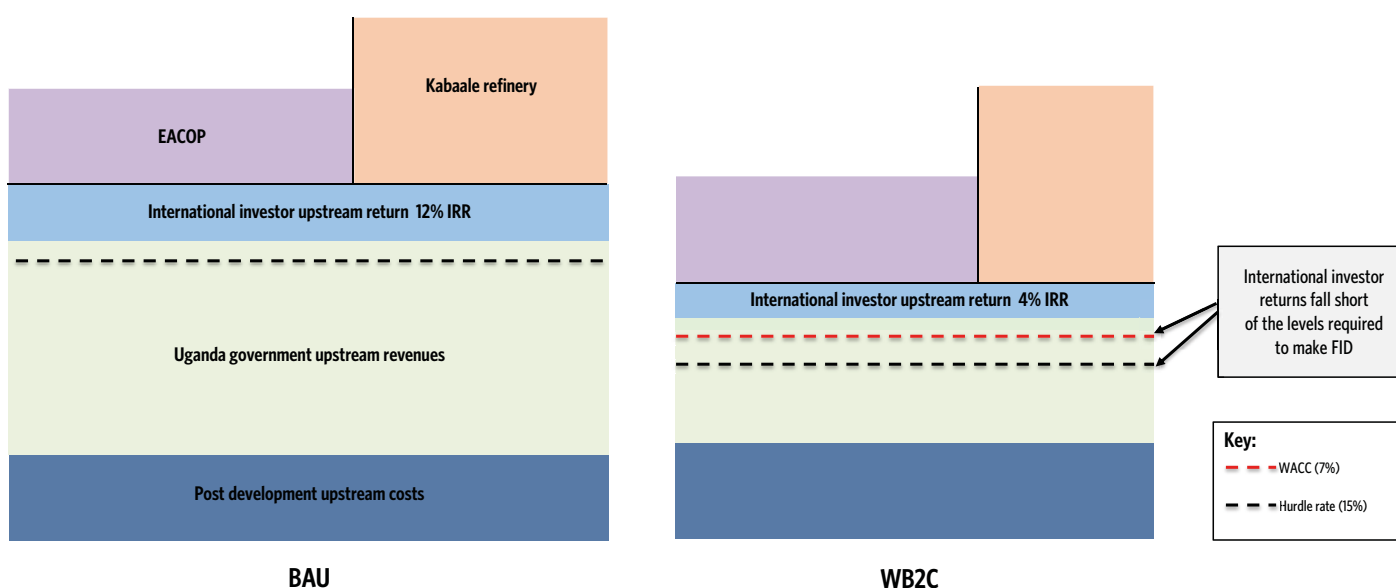 Kabaale refinery
EACOP
International investor upstream return 12% IRR
Uganda government upstream revenues
Post development upstream costs
BAU
International investor upstream return 4% IRR
WB2C
International investor
returns fall short
of the levels required
to make FID
Key:
WACC (7%)
Hurdle rate (15%)